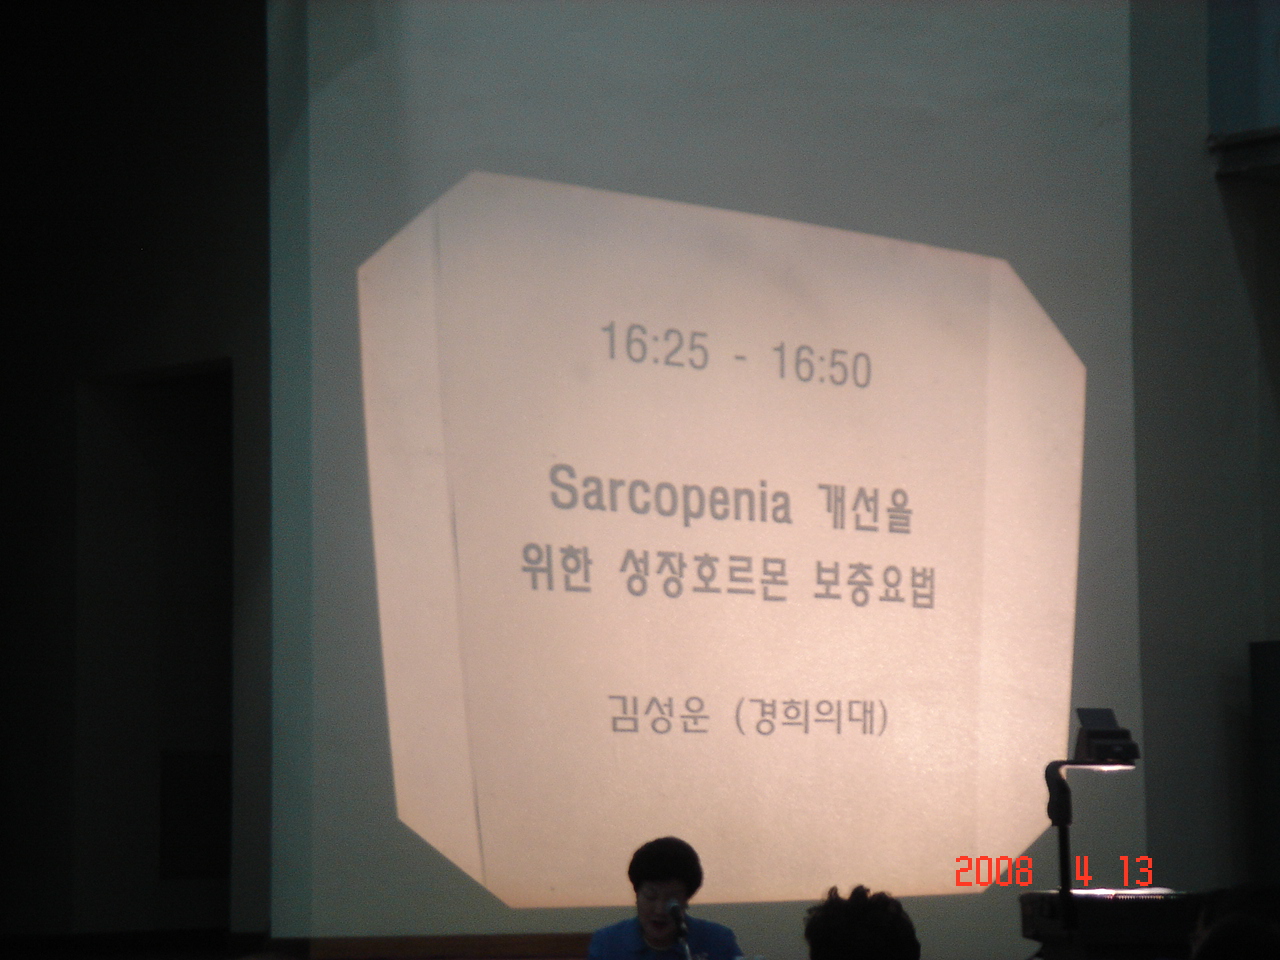 16:25 - 16:50
Sarcopenia 개선을
위한 성장호르몬 보충요법
김성운 (경희의대)
2008 4 13